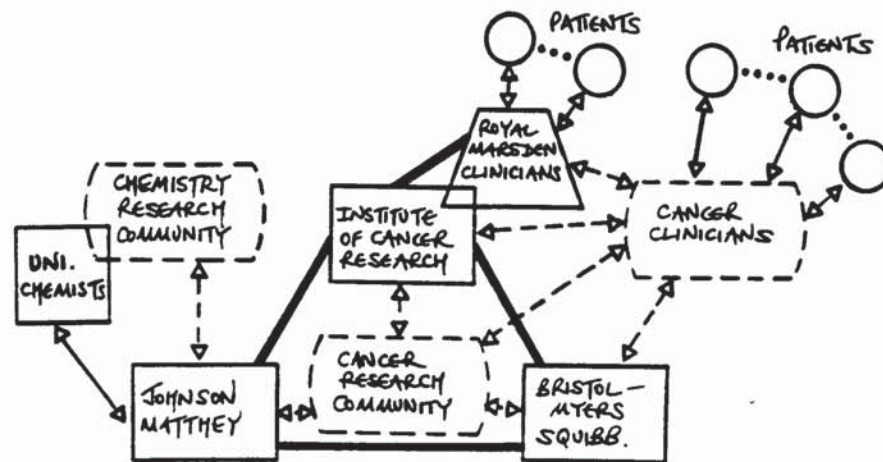 PATIENTS
PATIENTS
ROYAL
MARSDEN
CLINICIANS
CHEMISTRY
RESEARCH
COMMUNITY
INSTITUTE
OF CANCER
RESEARCH
CANCER
CLINICIANS
UNI.
CHEMISTS
JOHNSON
MATTHEY
CANCER
RESEARCH
COMMUNITY
BRISTOL —
MYERS
SQUIBB.